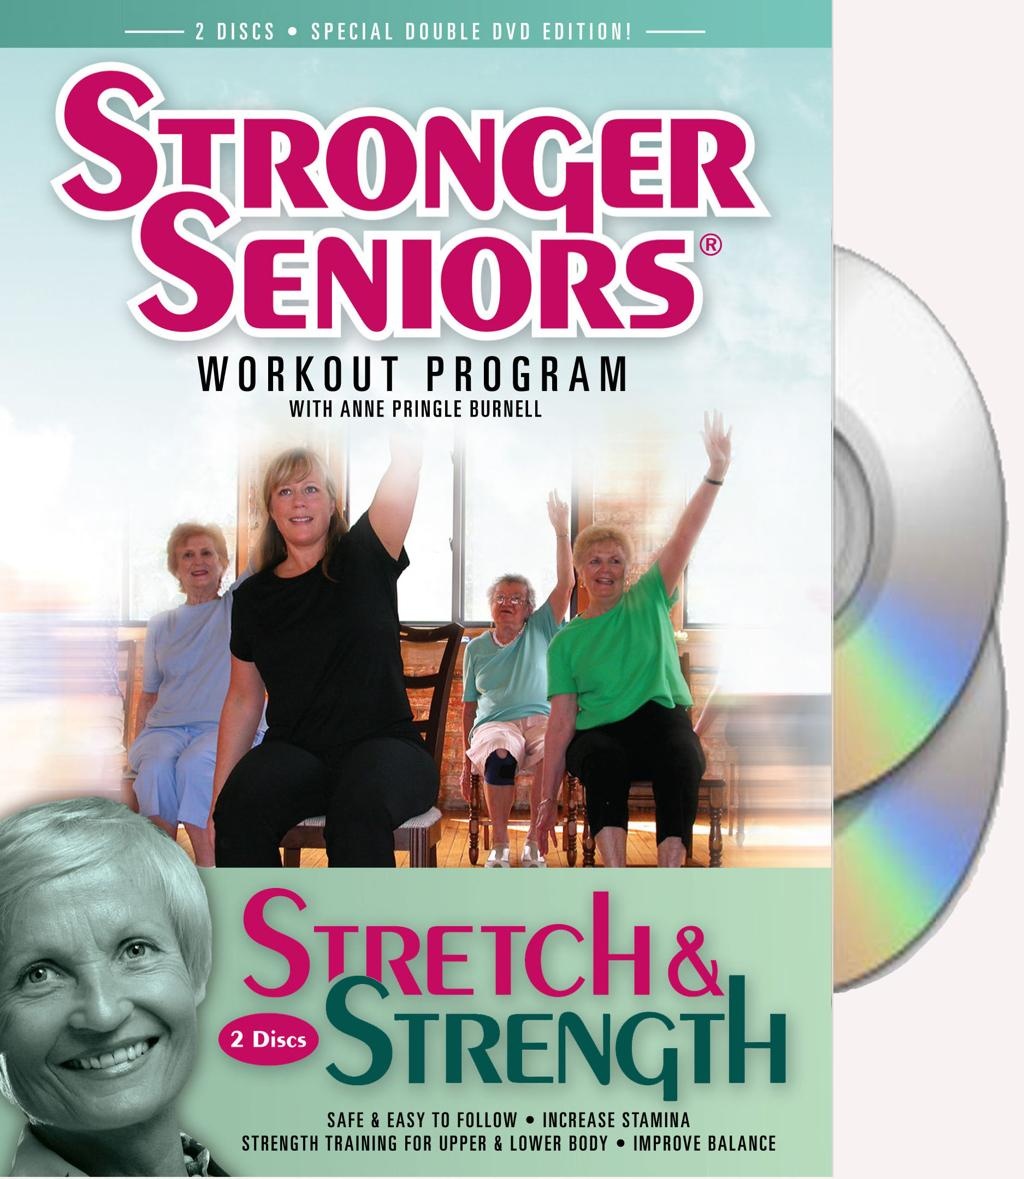 2 DISCS • SPECIAL DOUBLE DVD EDITION!
STRONGER
SENIORS®
WORKOUT PROGRAM
WITH ANNE PRINGLE BURNELL
STRETCH &
2 Discs STRENGTH
SAFE & EASY TO FOLLOW • INCREASE STAMINA
STRENGTH TRAINING FOR UPPER & LOWER BODY • IMPROVE BALANCE